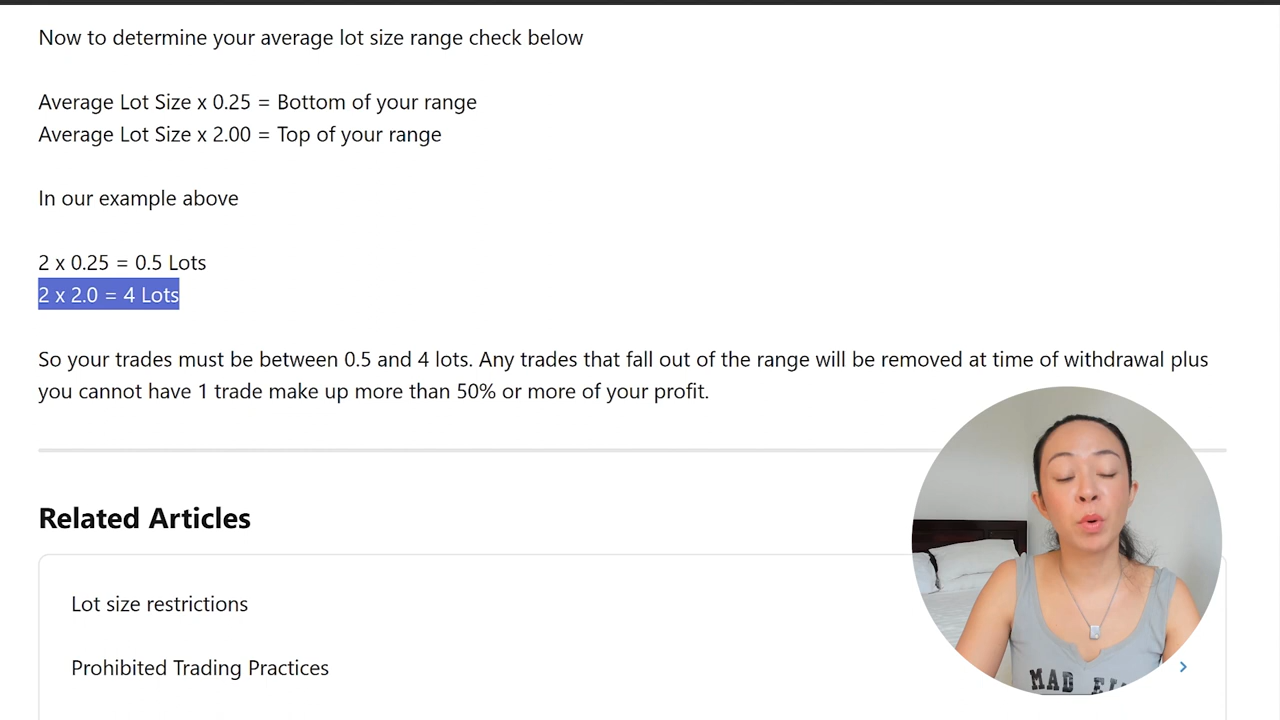 Now to determine your average lot size range check below
Average Lot Size x 0.25 = Bottom of your range
Average Lot Size x 2.00 = Top of your range
In our example above
2 x 0.25 = 0.5 Lots
2 x 2.0 = 4 Lots
So your trades must be between 0.5 and 4 lots. Any trades that fall out of the range will be removed at time of withdrawal plus
you cannot have 1 trade make up more than 50% or more of your profit.
Related Articles
Lot size restrictions
Prohibited Trading Practices
MAD